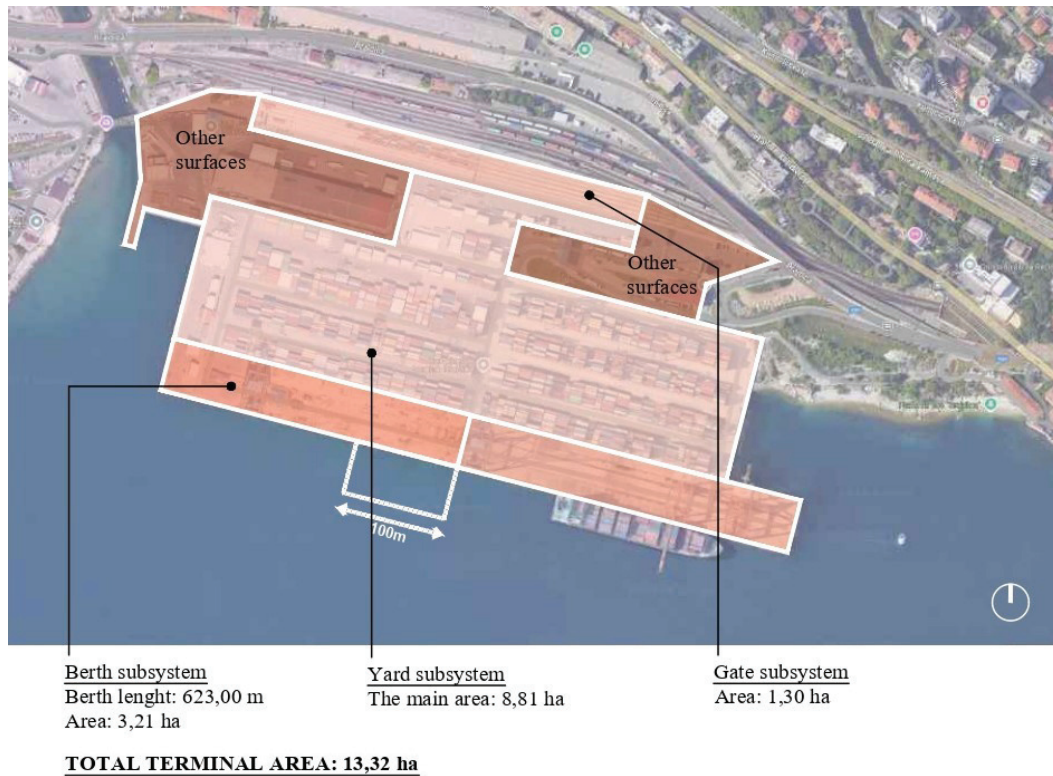 Other
surfaces
Other
surfaces
100m
Berth subsystem
Berth lenght: 623,00 m
Area: 3,21 ha
Yard subsystem
The main area: 8,81 ha
Gate subsystem
Area: 1,30 ha
TOTAL TERMINAL AREA: 13,32 ha